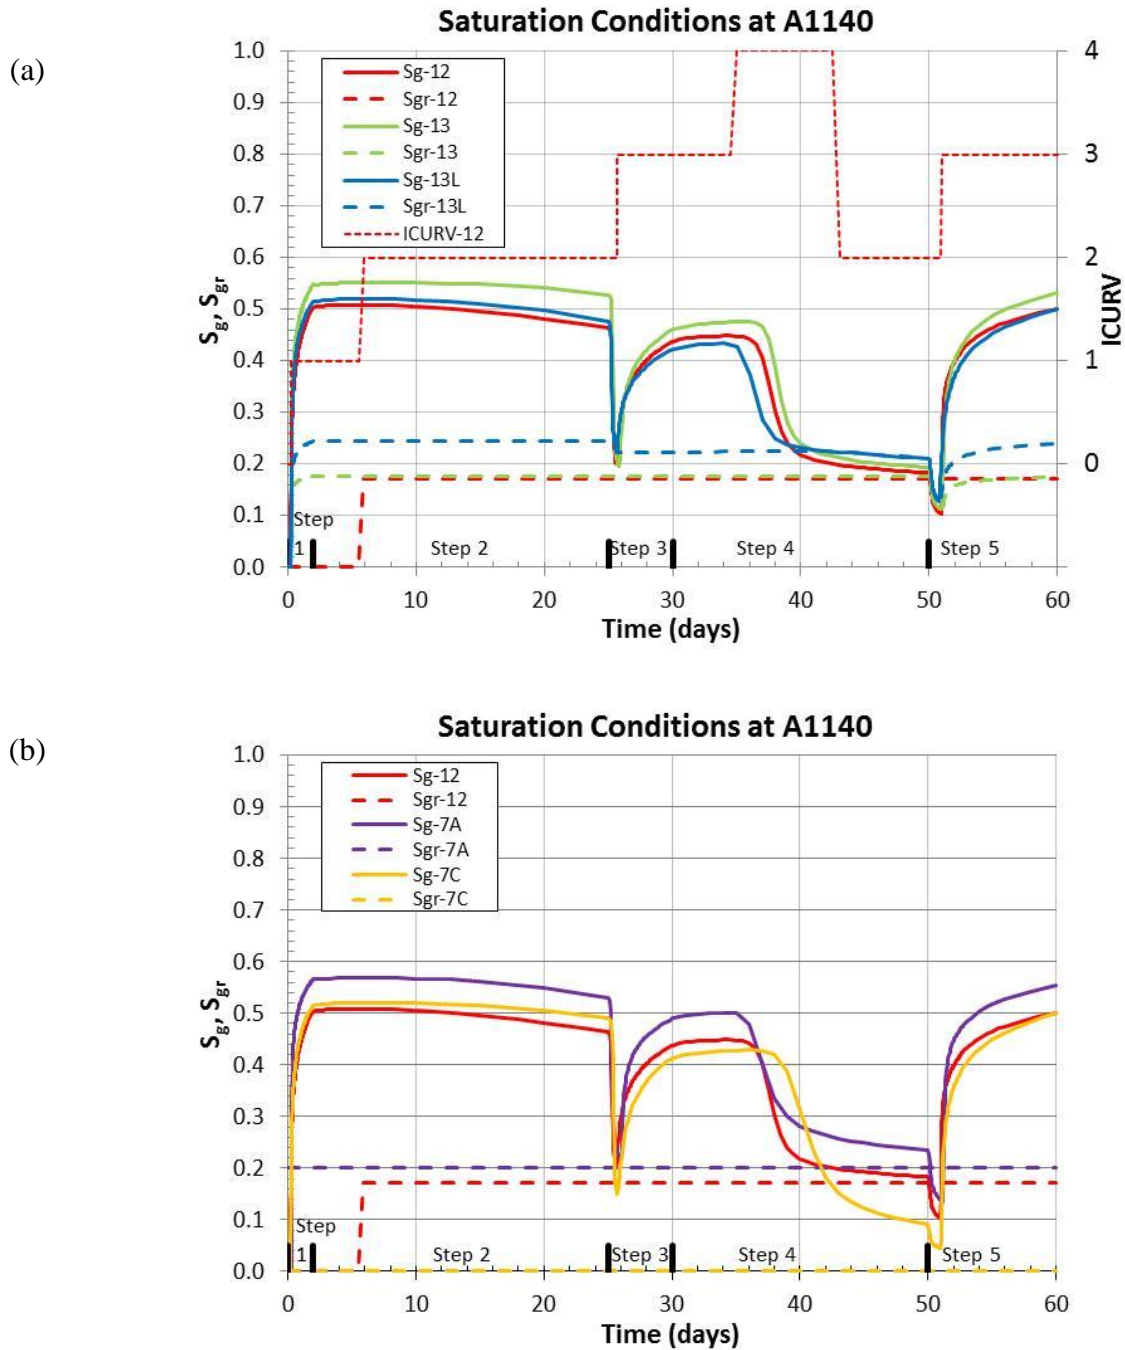 (a)
Saturation Conditions at A1140
Sg-12
Sgr-12
Sg-13
Sgr-13
Sg-13L
Sgr-13L
ICURV-12
1.0
0.9
0.8
0.7
0.6
0.5
0.4
0.3
0.2
0.1
0.0
Sg, Sgr
4
3
2
1
0
ICURV
Step
1
Step 2
Step 3
Step 4
Step 5
0 10 20 30 40 50 60
Time (days)
(b)
Saturation Conditions at A1140
Sg-12
Sgr-12
Sg-7A
Sgr-7A
Sg-7C
Sgr-7C
1.0
0.9
0.8
0.7
0.6
0.5
0.4
0.3
0.2
0.1
0.0
Sg, Sgr
Step
1
Step 2
Step 3
Step 4
Step 5
0 10 20 30 40 50 60
Time (days)